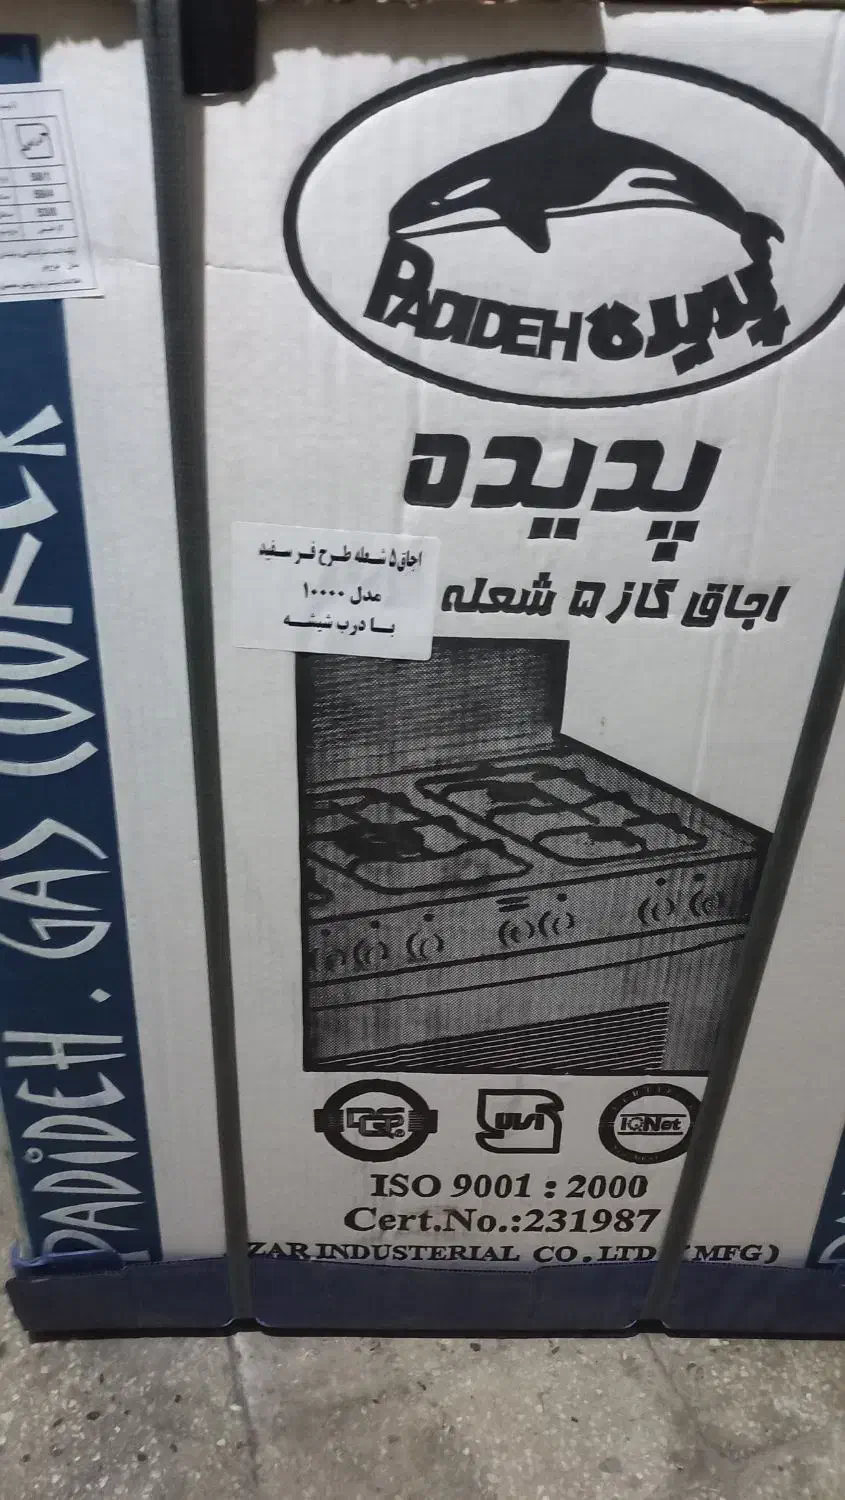 PADIDEH پدیده
پدیده
اجاق گاز ۵ شعله
اجاق ۵ شعله طرح فر سفید
مدل ۱۰۰۰۰
با درب شیشه
PADIDEH . GAS COOKER
IQNet
ISO 9001 : 2000
Cert.No.:231987
ZAR INDUSTERIAL CO.LTD (MFG)